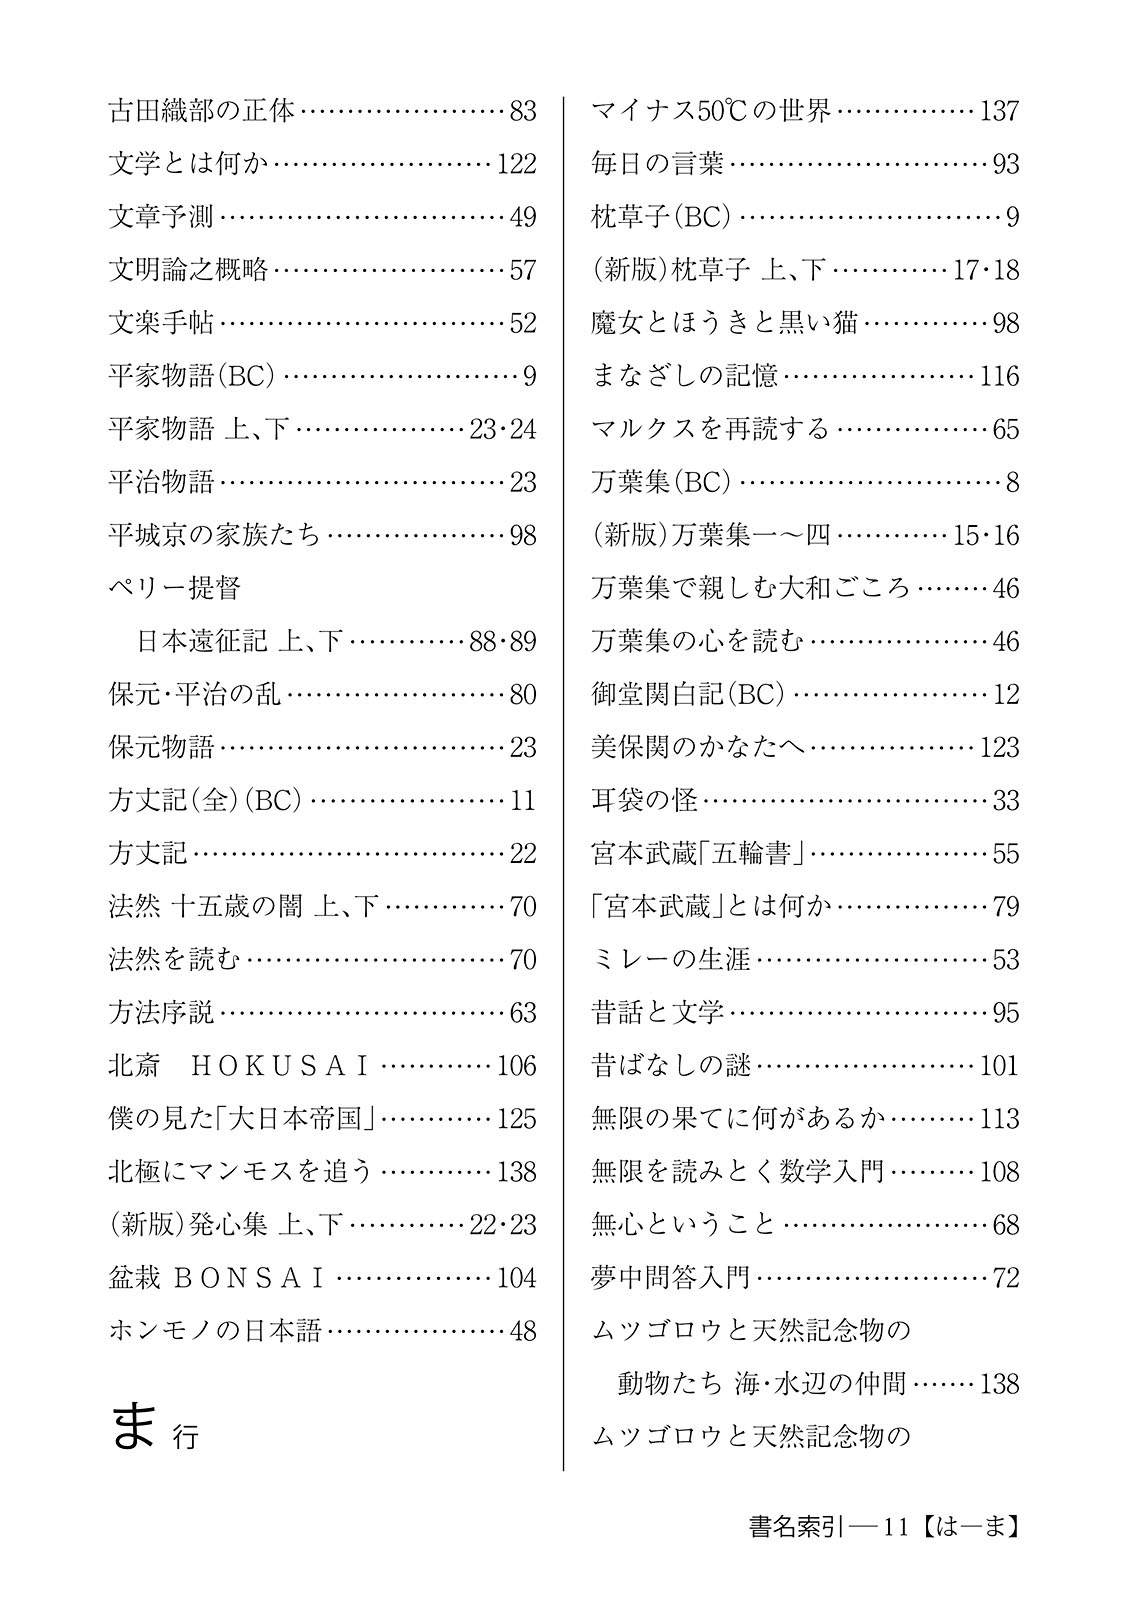 古田織部の正体……………………83
文学とは何か……………………122
文章予測……………………………49
文明論之概略………………………57
文楽手帖……………………………52
平家物語（BC）………………………9
平家物語 上、下………………23・24
平治物語……………………………23
平城京の家族たち…………………98
ペリー提督
日本遠征記 上、下…………88・89
保元・平治の乱……………………80
保元物語……………………………23
方丈記（全）（BC）…………………11
方丈記………………………………22
法然 十五歳の闇 上、下…………70
法然を読む…………………………70
方法序説……………………………63
北斎　ＨＯＫＵＳＡＩ…………106
僕の見た「大日本帝国」…………125
北極にマンモスを追う…………138
（新版）発心集 上、下…………22・23
盆栽 ＢＯＮＳＡＩ………………104
ホンモノの日本語…………………48
ま 行
マイナス50℃の世界……………137
毎日の言葉…………………………93
枕草子（BC）…………………………9
（新版）枕草子 上、下…………17・18
魔女とほうきと黒い猫……………98
まなざしの記憶…………………116
マルクスを再読する………………65
万葉集（BC）…………………………8
（新版）万葉集一〜四…………15・16
万葉集で親しむ大和ごころ………46
万葉集の心を読む…………………46
御堂関白記（BC）…………………12
美保関のかなたへ………………123
耳袋の怪……………………………33
宮本武蔵「五輪書」…………………55
「宮本武蔵」とは何か………………79
ミレーの生涯………………………53
昔話と文学…………………………95
昔ばなしの謎……………………101
無限の果てに何があるか………113
無限を読みとく数学入門………108
無心ということ……………………68
夢中問答入門………………………72
ムツゴロウと天然記念物の
動物たち 海・水辺の仲間………138
ムツゴロウと天然記念物の
書名索引―11【は―ま】